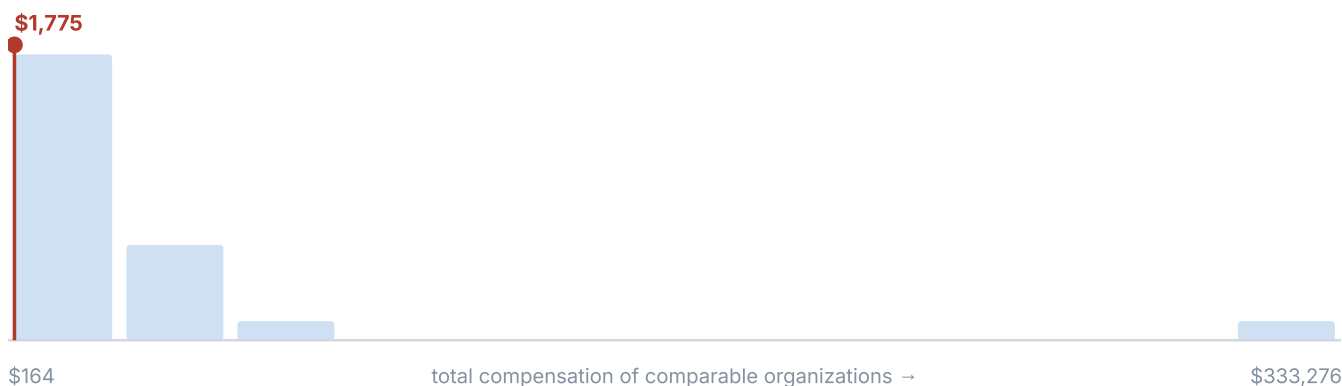 $1,775
$164
total compensation of comparable organizations →
$333,276